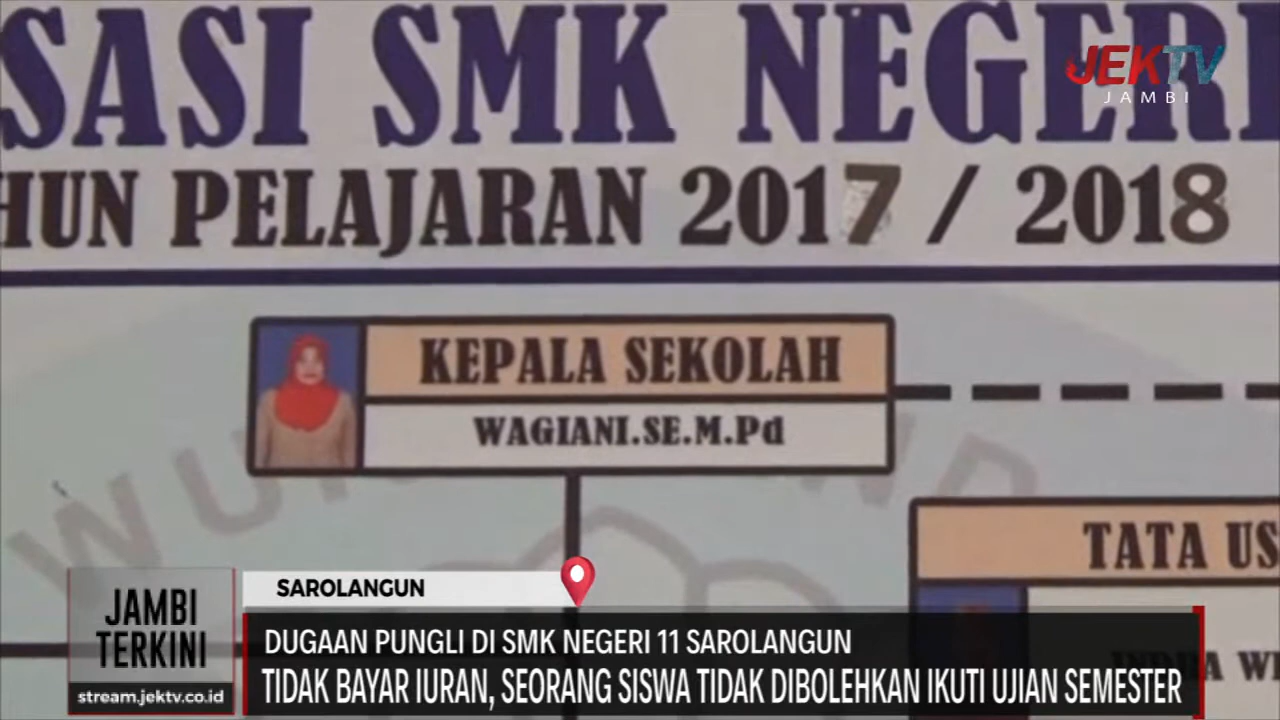 SASI SMK NEGERI
JEKTV
JAMBI
HUN PELAJARAN 2017 / 2018
KEPALA SEKOLAH
WAGIANI.SE.M.Pd
TATA US
SAROLANGUN
JAMBI
TERKINI
stream.jektv.co.id
DUGAAN PUNGLI DI SMK NEGERI 11 SAROLANGUN
TIDAK BAYAR IURAN, SEORANG SISWA TIDAK DIBOLEHKAN IKUTI UJIAN SEMESTER